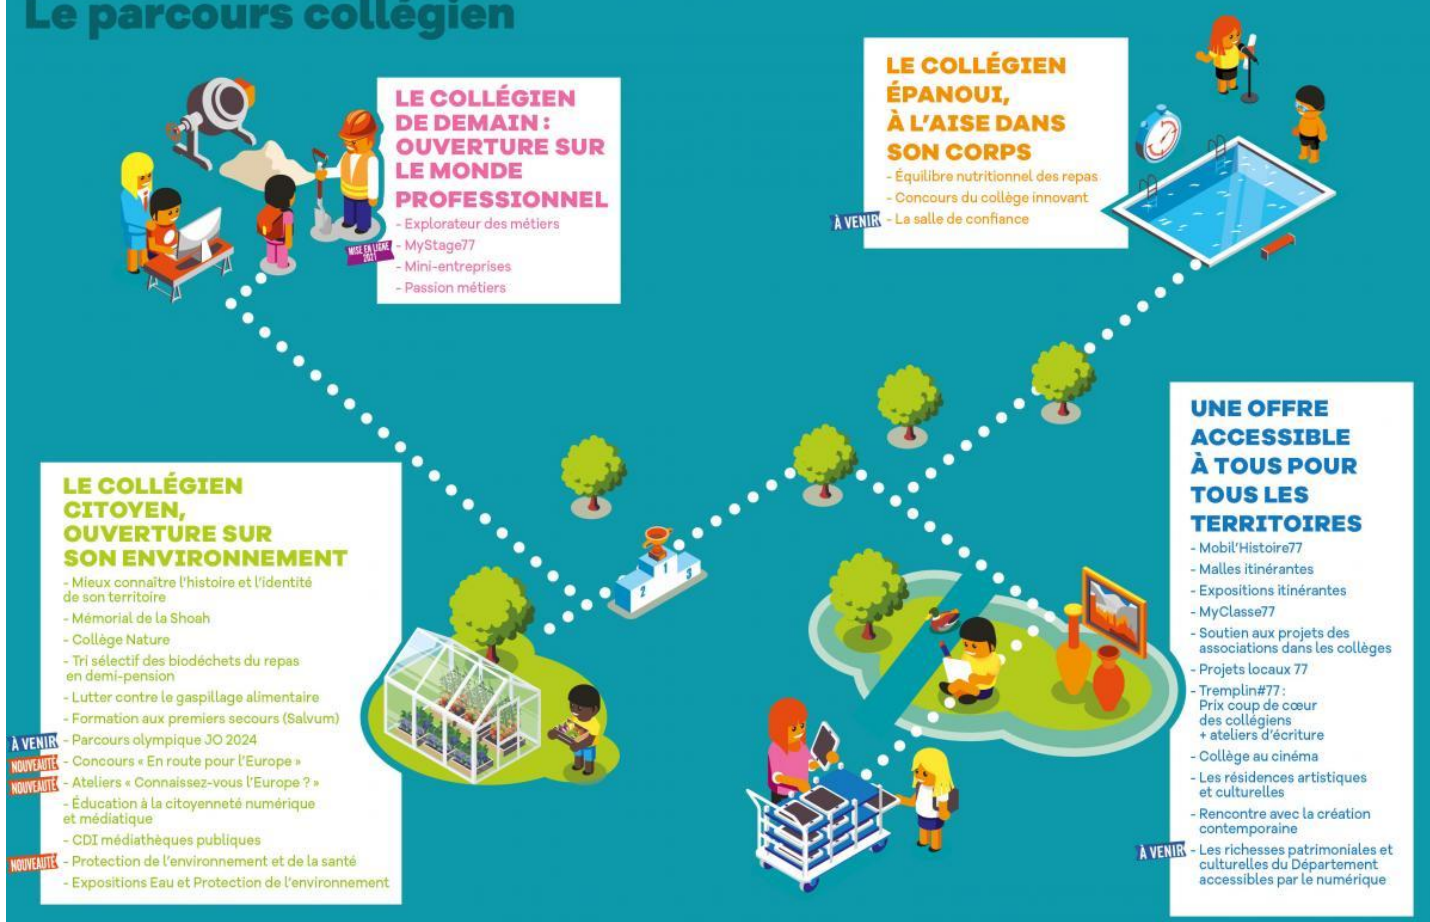 Le parcours collégien
LE COLLÉGIEN
DE DEMAIN :
OUVERTURE SUR
LE MONDE
PROFESSIONNEL
- Explorateur des métiers
MISE EN LIGNE
2021
- MyStage77
- Mini-entreprises
- Passion métiers
LE COLLÉGIEN
ÉPANOUI,
À L'AISE DANS
SON CORPS
- Équilibre nutritionnel des repas
- Concours du collège innovant
À VENIR - La salle de confiance
LE COLLÉGIEN
CITOYEN,
OUVERTURE SUR
SON ENVIRONNEMENT
- Mieux connaître l'histoire et l'identité
de son territoire
- Mémorial de la Shoah
- Collège Nature
- Tri sélectif des biodéchets du repas
en demi-pension
- Lutter contre le gaspillage alimentaire
- Formation aux premiers secours (Salvum)
À VENIR - Parcours olympique JO 2024
NOUVEAUTÉ - Concours « En route pour l'Europe »
NOUVEAUTÉ - Ateliers « Connaissez-vous l'Europe ? »
- Éducation à la citoyenneté numérique
et médiatique
- CDI médiathèques publiques
NOUVEAUTÉ - Protection de l'environnement et de la santé
- Expositions Eau et Protection de l'environnement
1
2
3
UNE OFFRE
ACCESSIBLE
À TOUS POUR
TOUS LES
TERRITOIRES
- Mobil'Histoire77
- Malles itinérantes
- Expositions itinérantes
- MyClasse77
- Soutien aux projets des
associations dans les collèges
- Projets locaux 77
- Tremplin#77 :
Prix coup de cœur
des collégiens
+ ateliers d'écriture
- Collège au cinéma
- Les résidences artistiques
et culturelles
- Rencontre avec la création
contemporaine
À VENIR - Les richesses patrimoniales et
culturelles du Département
accessibles par le numérique